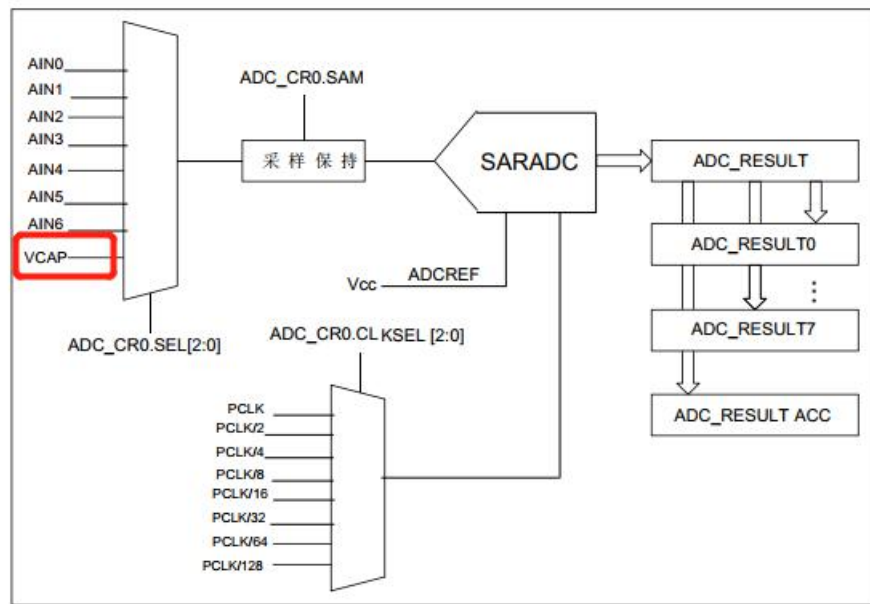 AIN0
AIN1
AIN2
AIN3
AIN4
AIN5
AIN6
VCAP
ADC_CR0.SEL[2:0]
ADC_CR0.SAM
采样保持
SARADC
Vcc
ADCREF
ADC_CR0.CLKSEL [2:0]
PCLK
PCLK/2
PCLK/4
PCLK/8
PCLK/16
PCLK/32
PCLK/64
PCLK/128
ADC_RESULT
ADC_RESULT0
⋮
ADC_RESULT7
ADC_RESULT ACC